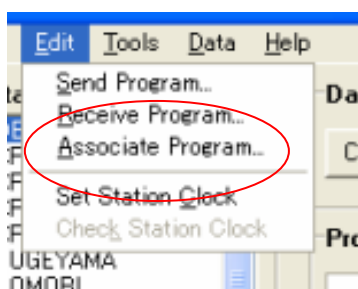 Edit Tools Data Help
Send Program...
Receive Program...
Associate Program...
Set Station Clock
Check Station Clock
UGEYAMA
OMORI